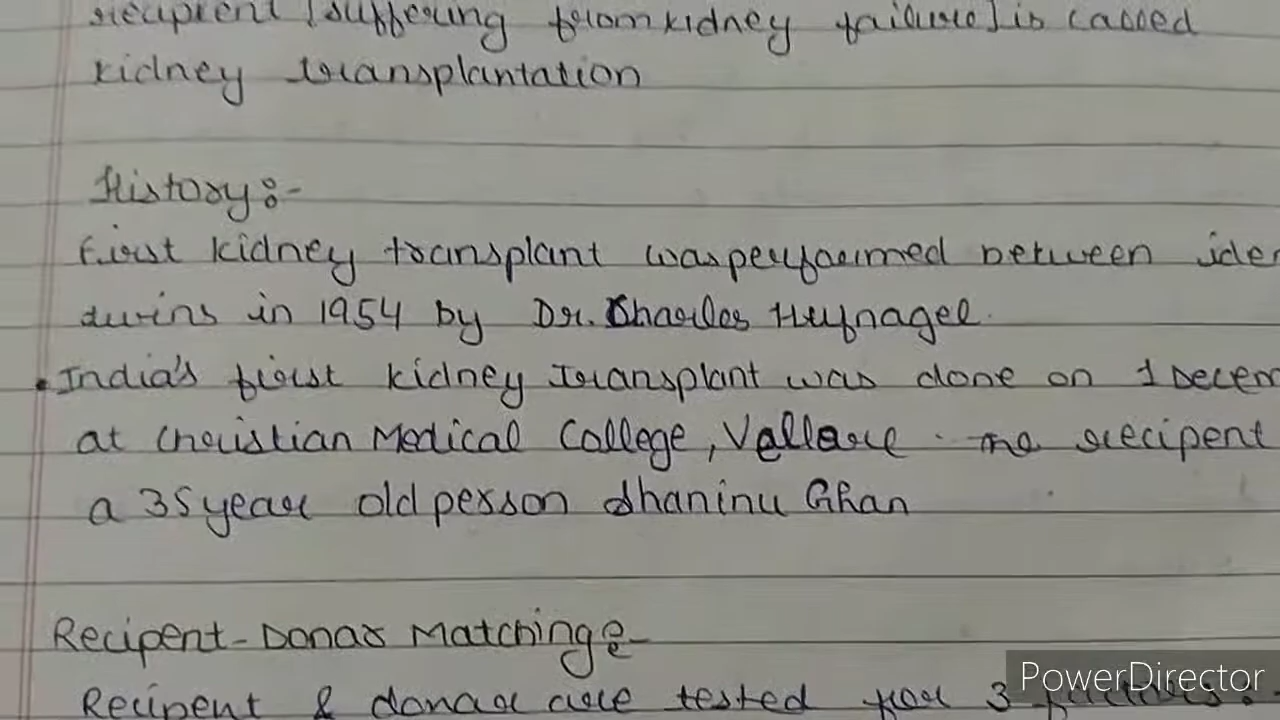 recipient (suffering from kidney failure) is called
kidney transplantation
History:-
First kidney transplant was performed between iden
twins in 1954 by Dr. Charles Hufnagel.
• India's first kidney transplant was done on 1 Decem
at Christian Medical College, Vellore. The recipent
a 35 year old person Shaninu Ghan
Recipent-Donar Matching:-
Recipent & donar are tested for 3 factors:-
PowerDirector